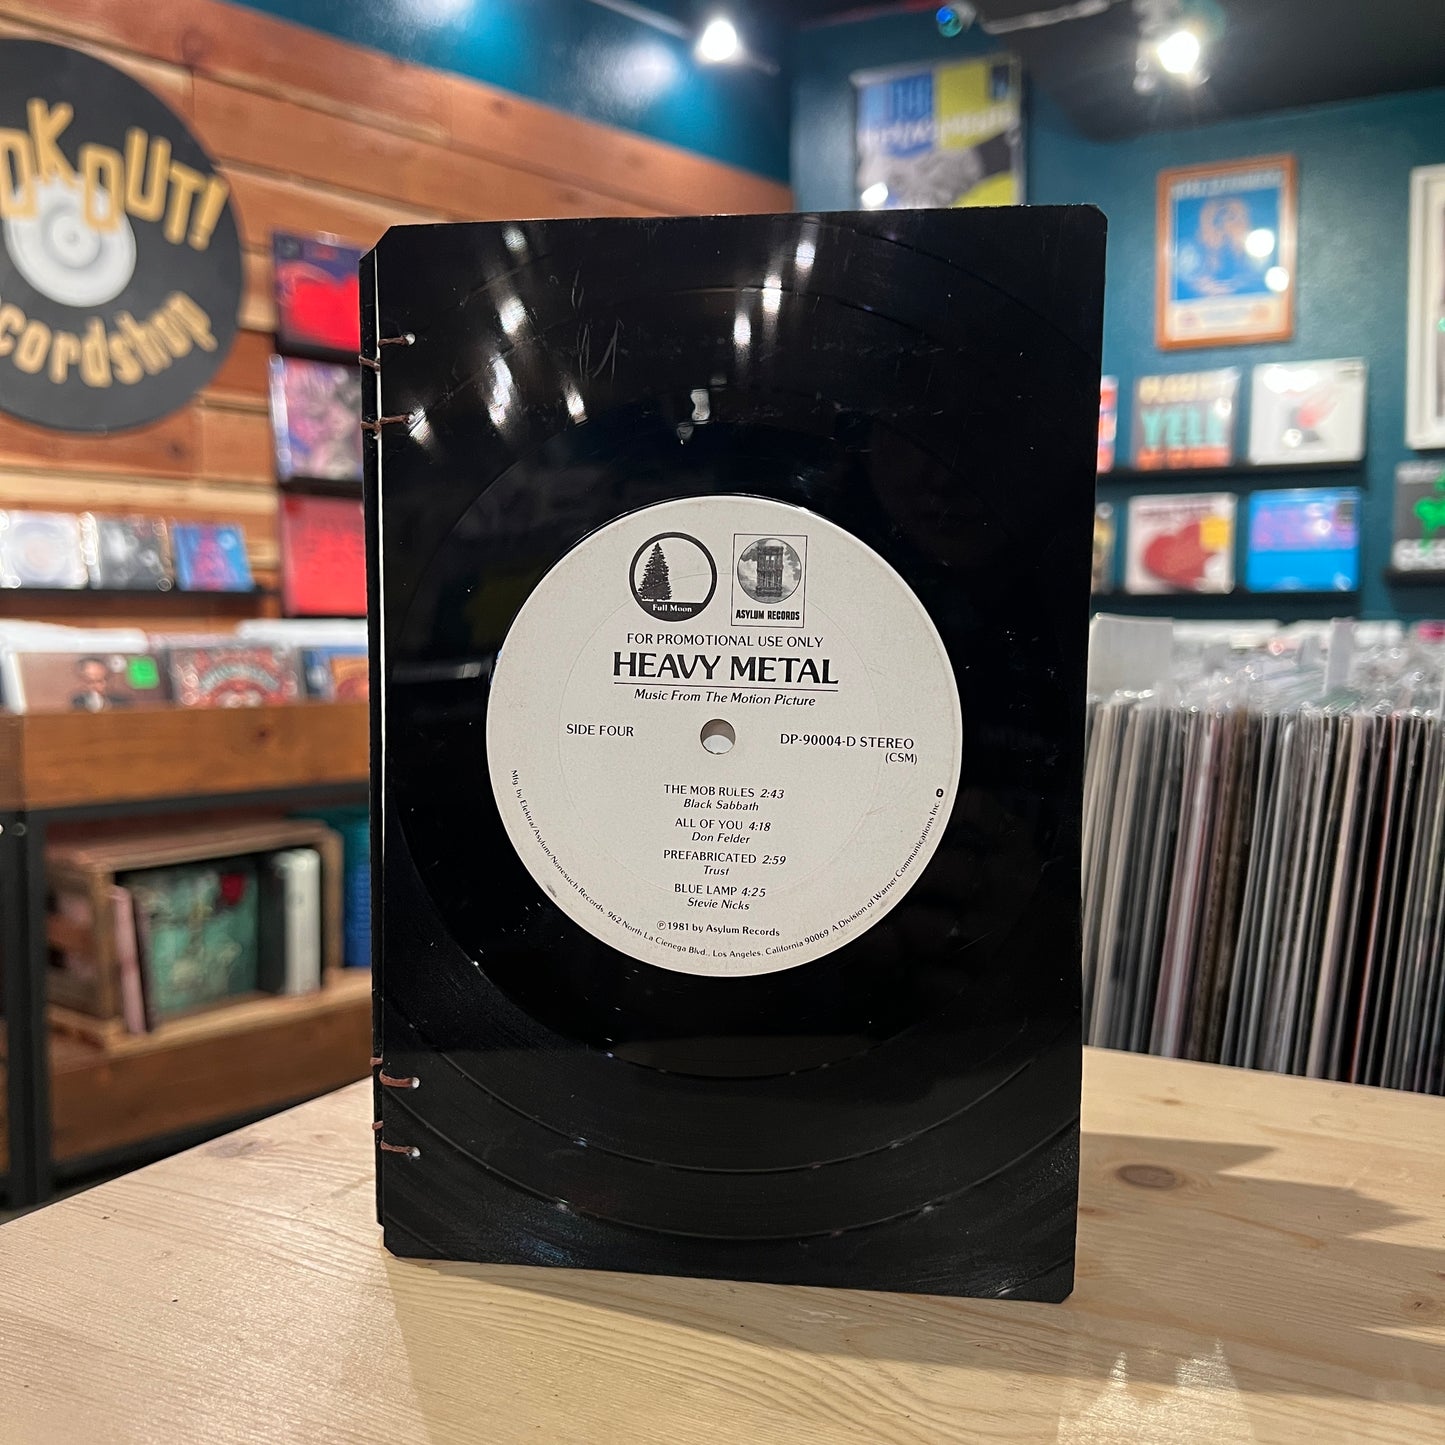 OKOUT!
cordshop
Full Moon
ASYLUM RECORDS
FOR PROMOTIONAL USE ONLY
HEAVY METAL
Music From The Motion Picture
SIDE FOUR
DP-90004-D STEREO
(CSM)
THE MOB RULES 2:43
Black Sabbath
ALL OF YOU 4:18
Don Felder
PREFABRICATED 2:59
Trust
BLUE LAMP 4:25
Stevie Nicks
℗ 1981 by Asylum Records
Mfg. by Elektra/Asylum/Nonesuch Records, 962 North La Cienega Blvd., Los Angeles, California 90069 A Division of Warner Communications Inc.
YELL